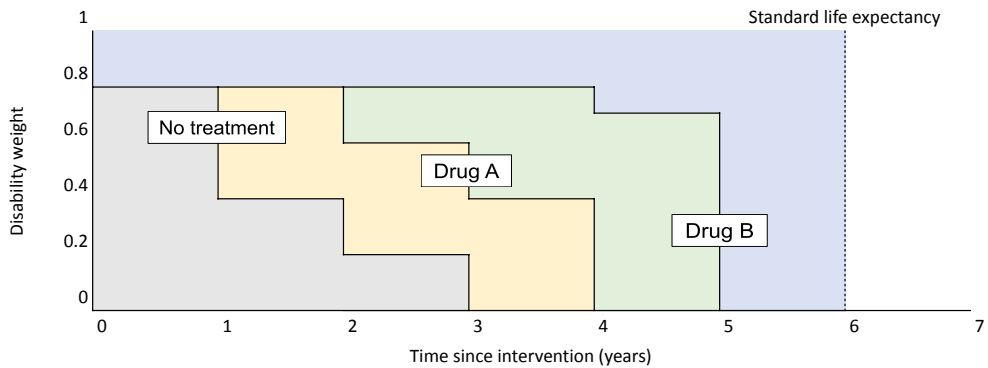 1
Standard life expectancy
0.8
0.6
0.4
0.2
0
Disability weight
No treatment
Drug A
Drug B
0 1 2 3 4 5 6 7
Time since intervention (years)